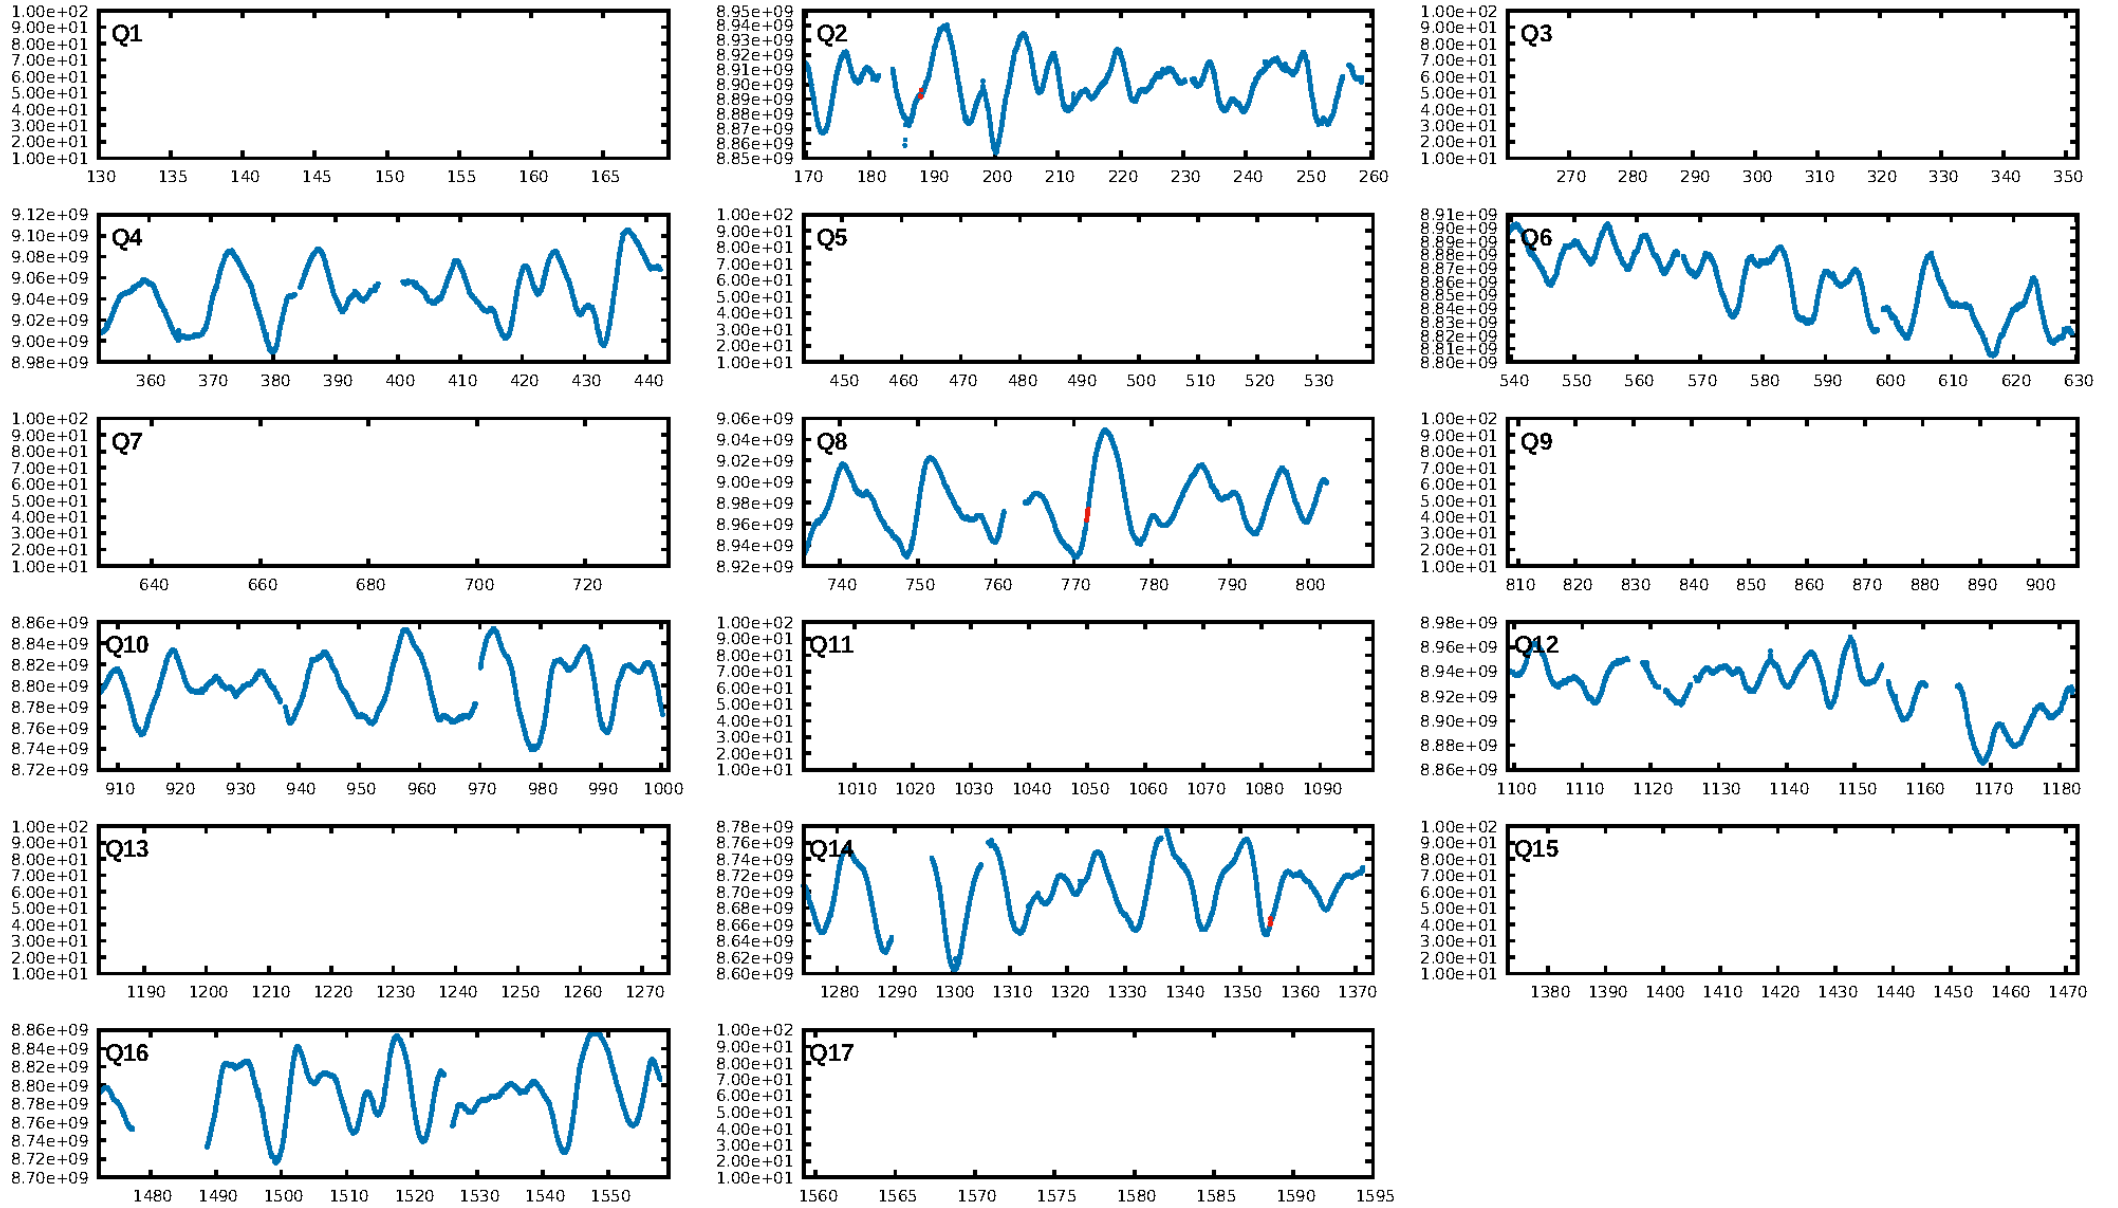 1.00e+02
9.00e+01
8.00e+01
7.00e+01
6.00e+01
5.00e+01
4.00e+01
3.00e+01
2.00e+01
1.00e+01
Q1
130 135 140 145 150 155 160 165
8.95e+09
8.94e+09
8.93e+09
8.92e+09
8.91e+09
8.90e+09
8.89e+09
8.88e+09
8.87e+09
8.86e+09
8.85e+09
Q2
170 180 190 200 210 220 230 240 250 260
1.00e+02
9.00e+01
8.00e+01
7.00e+01
6.00e+01
5.00e+01
4.00e+01
3.00e+01
2.00e+01
1.00e+01
Q3
270 280 290 300 310 320 330 340 350
9.12e+09
9.10e+09
9.08e+09
9.06e+09
9.04e+09
9.02e+09
9.00e+09
8.98e+09
Q4
360 370 380 390 400 410 420 430 440
1.00e+02
9.00e+01
8.00e+01
7.00e+01
6.00e+01
5.00e+01
4.00e+01
3.00e+01
2.00e+01
1.00e+01
Q5
450 460 470 480 490 500 510 520 530
8.91e+09
8.90e+09
8.89e+09
8.88e+09
8.87e+09
8.86e+09
8.85e+09
8.84e+09
8.83e+09
8.82e+09
8.81e+09
8.80e+09
Q6
540 550 560 570 580 590 600 610 620 630
1.00e+02
9.00e+01
8.00e+01
7.00e+01
6.00e+01
5.00e+01
4.00e+01
3.00e+01
2.00e+01
1.00e+01
Q7
640 660 680 700 720
9.06e+09
9.04e+09
9.02e+09
9.00e+09
8.98e+09
8.96e+09
8.94e+09
8.92e+09
Q8
740 750 760 770 780 790 800
1.00e+02
9.00e+01
8.00e+01
7.00e+01
6.00e+01
5.00e+01
4.00e+01
3.00e+01
2.00e+01
1.00e+01
Q9
810 820 830 840 850 860 870 880 890 900
8.86e+09
8.84e+09
8.82e+09
8.80e+09
8.78e+09
8.76e+09
8.74e+09
8.72e+09
Q10
910 920 930 940 950 960 970 980 990 1000
1.00e+02
9.00e+01
8.00e+01
7.00e+01
6.00e+01
5.00e+01
4.00e+01
3.00e+01
2.00e+01
1.00e+01
Q11
1010 1020 1030 1040 1050 1060 1070 1080 1090
8.98e+09
8.96e+09
8.94e+09
8.92e+09
8.90e+09
8.88e+09
8.86e+09
Q12
1100 1110 1120 1130 1140 1150 1160 1170 1180
1.00e+02
9.00e+01
8.00e+01
7.00e+01
6.00e+01
5.00e+01
4.00e+01
3.00e+01
2.00e+01
1.00e+01
Q13
1190 1200 1210 1220 1230 1240 1250 1260 1270
8.78e+09
8.76e+09
8.74e+09
8.72e+09
8.70e+09
8.68e+09
8.66e+09
8.64e+09
8.62e+09
8.60e+09
Q14
1280 1290 1300 1310 1320 1330 1340 1350 1360 1370
1.00e+02
9.00e+01
8.00e+01
7.00e+01
6.00e+01
5.00e+01
4.00e+01
3.00e+01
2.00e+01
1.00e+01
Q15
1380 1390 1400 1410 1420 1430 1440 1450 1460 1470
8.86e+09
8.84e+09
8.82e+09
8.80e+09
8.78e+09
8.76e+09
8.74e+09
8.72e+09
8.70e+09
Q16
1480 1490 1500 1510 1520 1530 1540 1550
1.00e+02
9.00e+01
8.00e+01
7.00e+01
6.00e+01
5.00e+01
4.00e+01
3.00e+01
2.00e+01
1.00e+01
Q17
1560 1565 1570 1575 1580 1585 1590 1595